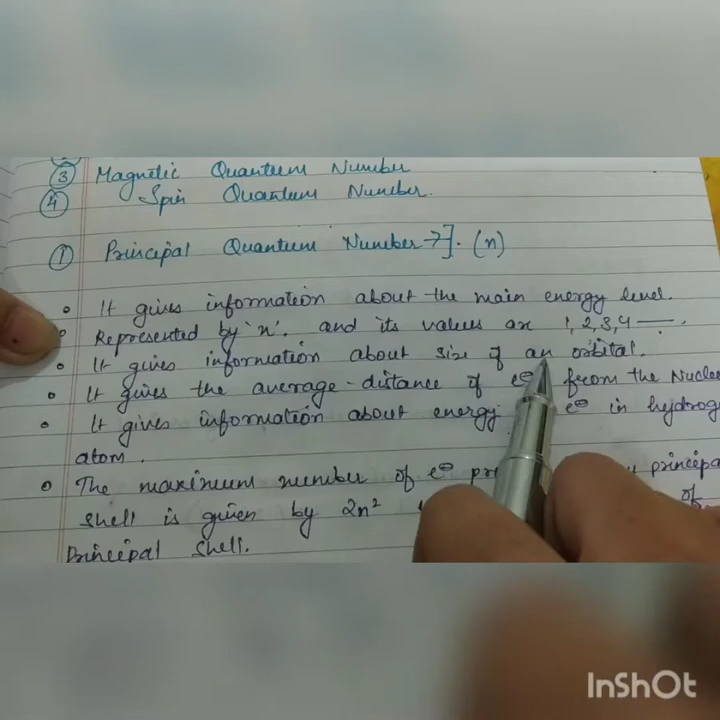 ③ Magnetic Quantum Number
④ Spin Quantum Number.
① Principal Quantum Number →]. (n)
• It gives information about the main energy level.
• Represented by 'n'. and its values are 1, 2, 3, 4 —.
• It gives information about size of an orbital.
• It gives the average-distance of e⊖ from the Nucle
• It gives information about energy e⊖ in hydrog
atom.
• The maximum number of e⊖ pr principa
shell is given by 2n² of
Principal shell.
InShOt